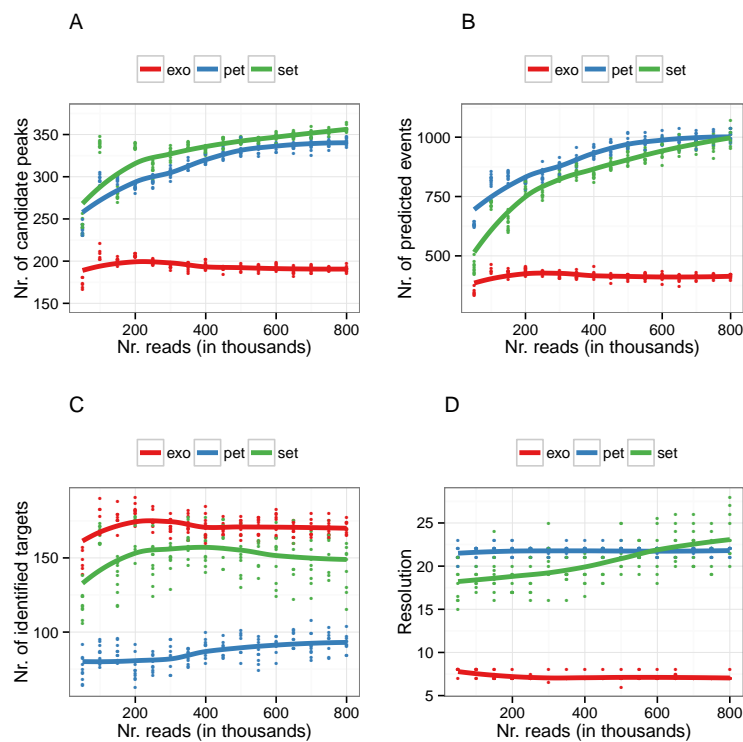 A
exo pet set
Nr. of candidate peaks
350
300
250
200
150
200 400 600 800
Nr. reads (in thousands)
B
exo pet set
Nr. of predicted events
1000
750
500
200 400 600 800
Nr. reads (in thousands)
C
exo pet set
Nr. of identified targets
150
100
200 400 600 800
Nr. reads (in thousands)
D
exo pet set
Resolution
25
20
15
10
5
200 400 600 800
Nr. reads (in thousands)